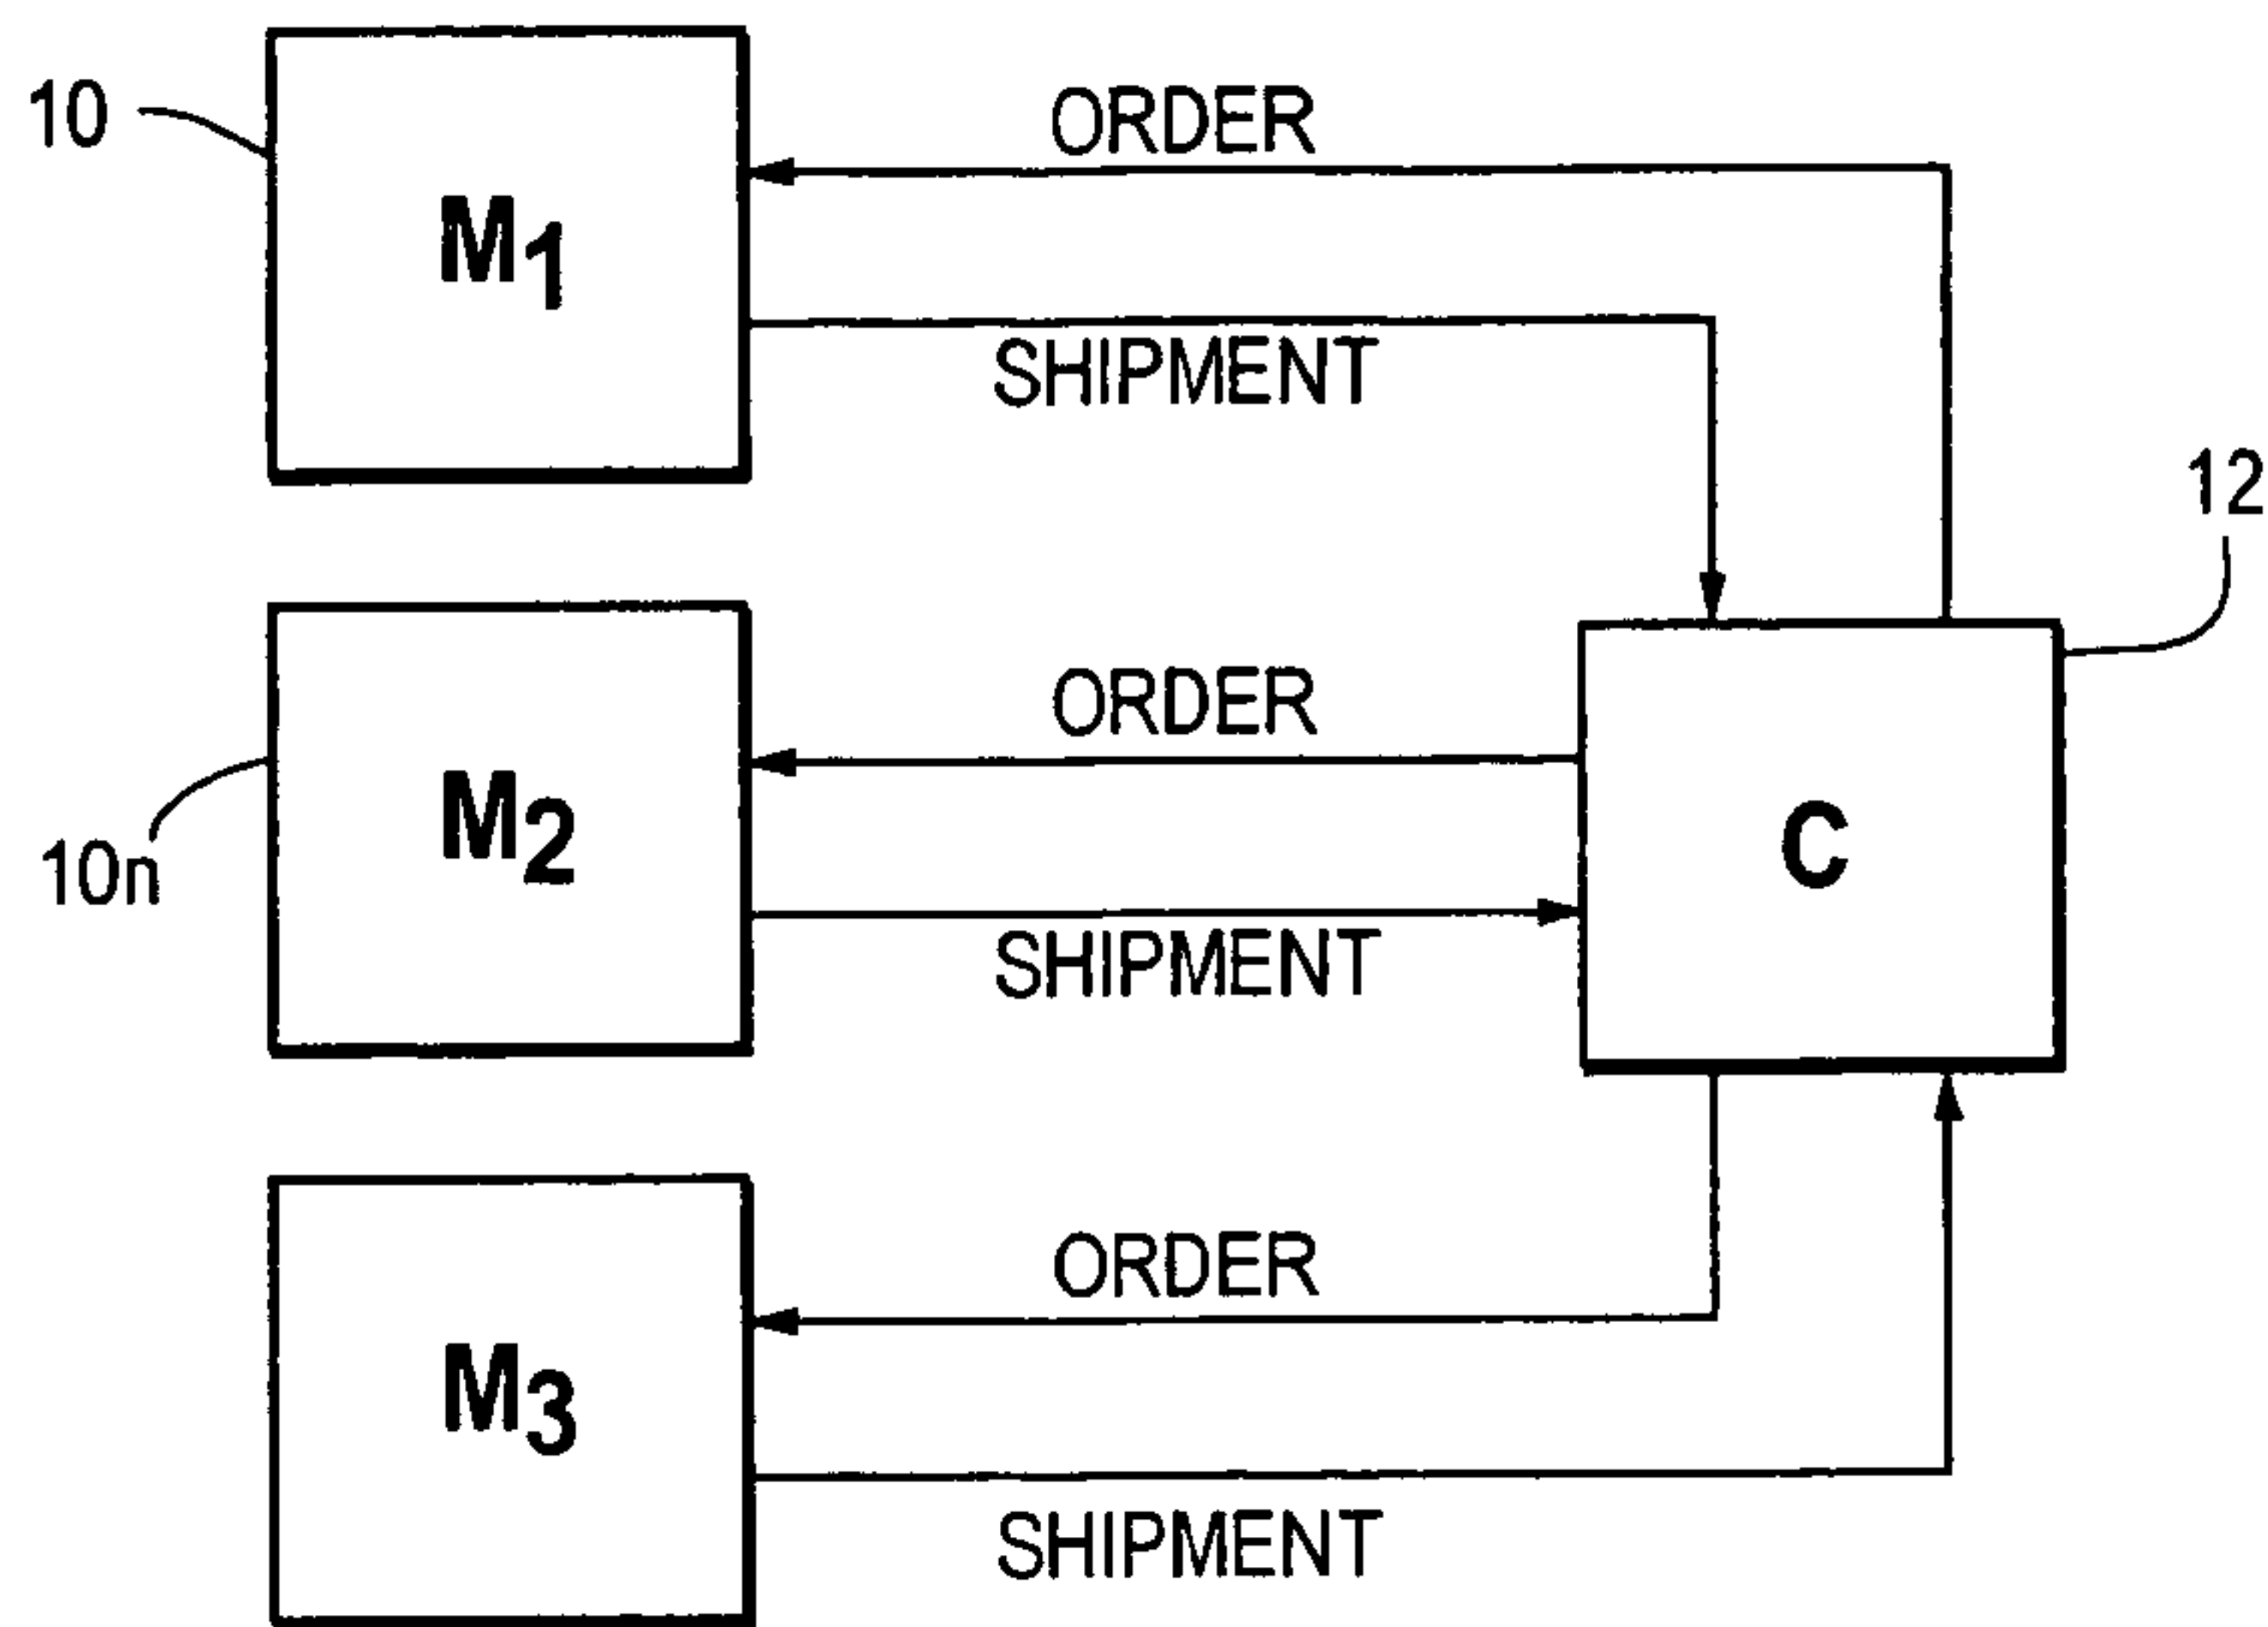 10
ORDER
M1
SHIPMENT
12
ORDER
M2
C
10n
SHIPMENT
ORDER
M3
SHIPMENT